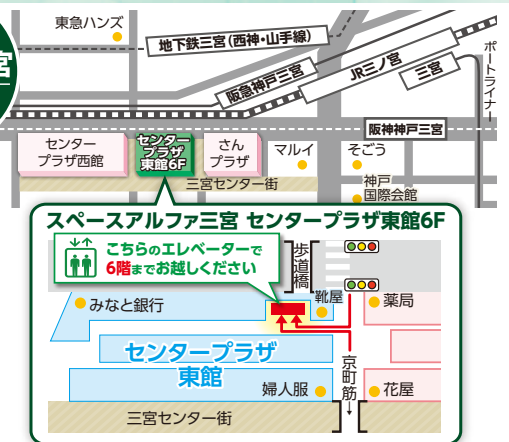 宮
東急ハンズ
地下鉄三宮(西神・山手線)
阪急神戸三宮
JR三ノ宮
三宮
ポートライナー
阪神神戸三宮
センター
プラザ西館
センター
プラザ
東館6F
さん
プラザ
マルイ
そごう
三宮センター街
神戸
国際会館
スペースアルファ三宮 センタープラザ東館6F
こちらのエレベーターで
6階までお越しください
歩道橋
みなと銀行
靴屋
薬局
センタープラザ
東館
京町筋
婦人服
花屋
三宮センター街